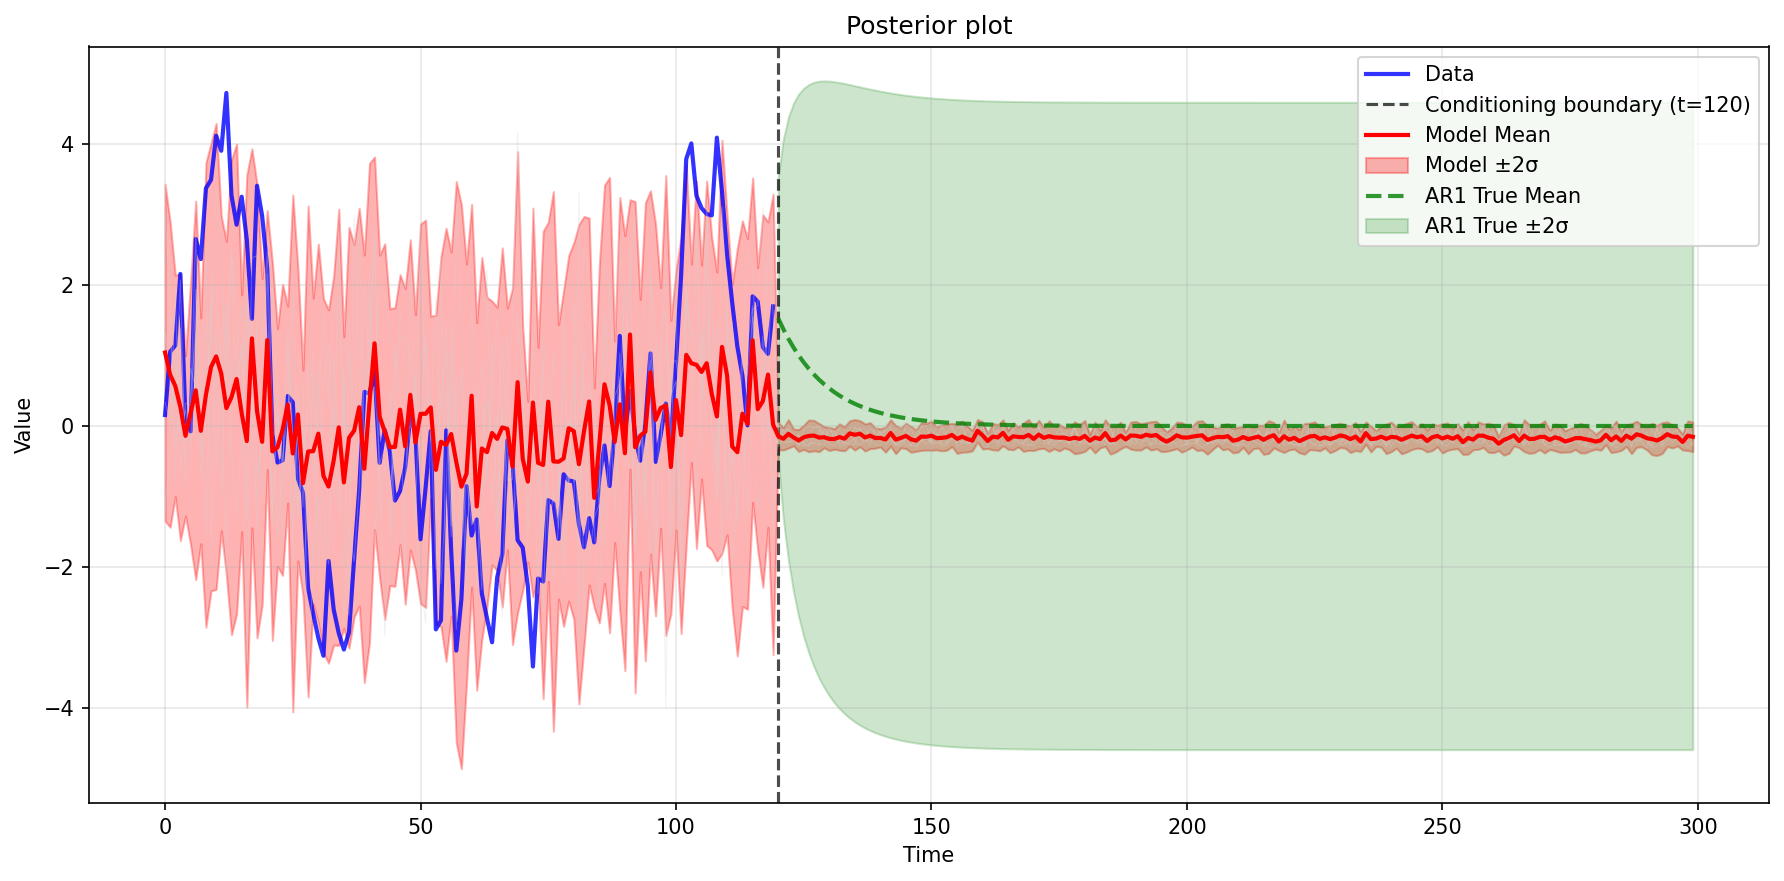 Posterior plot
Data
Conditioning boundary (t=120)
Model Mean
Model ±2σ
AR1 True Mean
AR1 True ±2σ
Value
4
2
0
−2
−4
0 50 100 150 200 250 300
Time